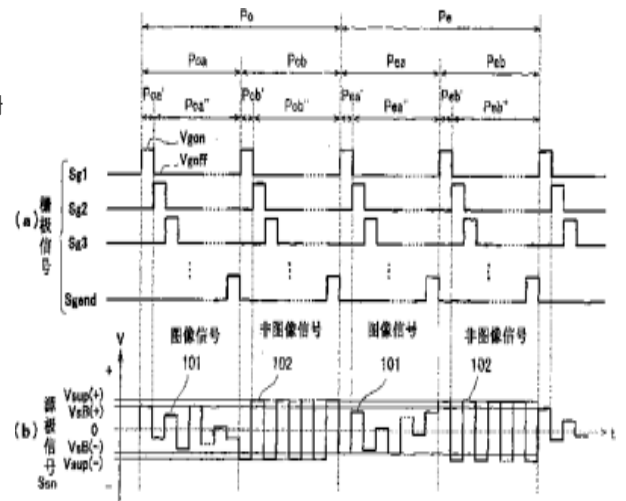 Po Pe
Poa Pob Pea Peb
Poa' Poa" Pob' Pob" Pea' Pea" Peb' Peb"
Vgon
Vgoff
Sg1
Sg2
(a) 栅极信号
Sg3
Sgend
图像信号 非图像信号 图像信号 非图像信号
V
101 102 101 102
+
Vsup(+)
VsB(+)
(b) 源极信号 0 t
VsB(-)
Vsup(-)
Ssn
-